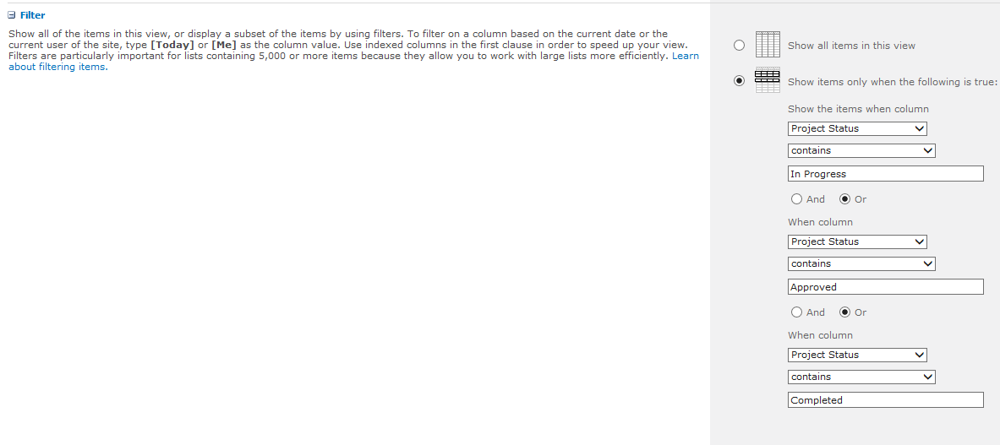 Filter
Show all of the items in this view, or display a subset of the items by using filters. To filter on a column based on the current date or the
current user of the site, type [Today] or [Me] as the column value. Use indexed columns in the first clause in order to speed up your view.
Filters are particularly important for lists containing 5,000 or more items because they allow you to work with large lists more efficiently. Learn
about filtering items.
Show all items in this view
Show items only when the following is true:
Show the items when column
Project Status
contains
In Progress
And Or
When column
Project Status
contains
Approved
And Or
When column
Project Status
contains
Completed